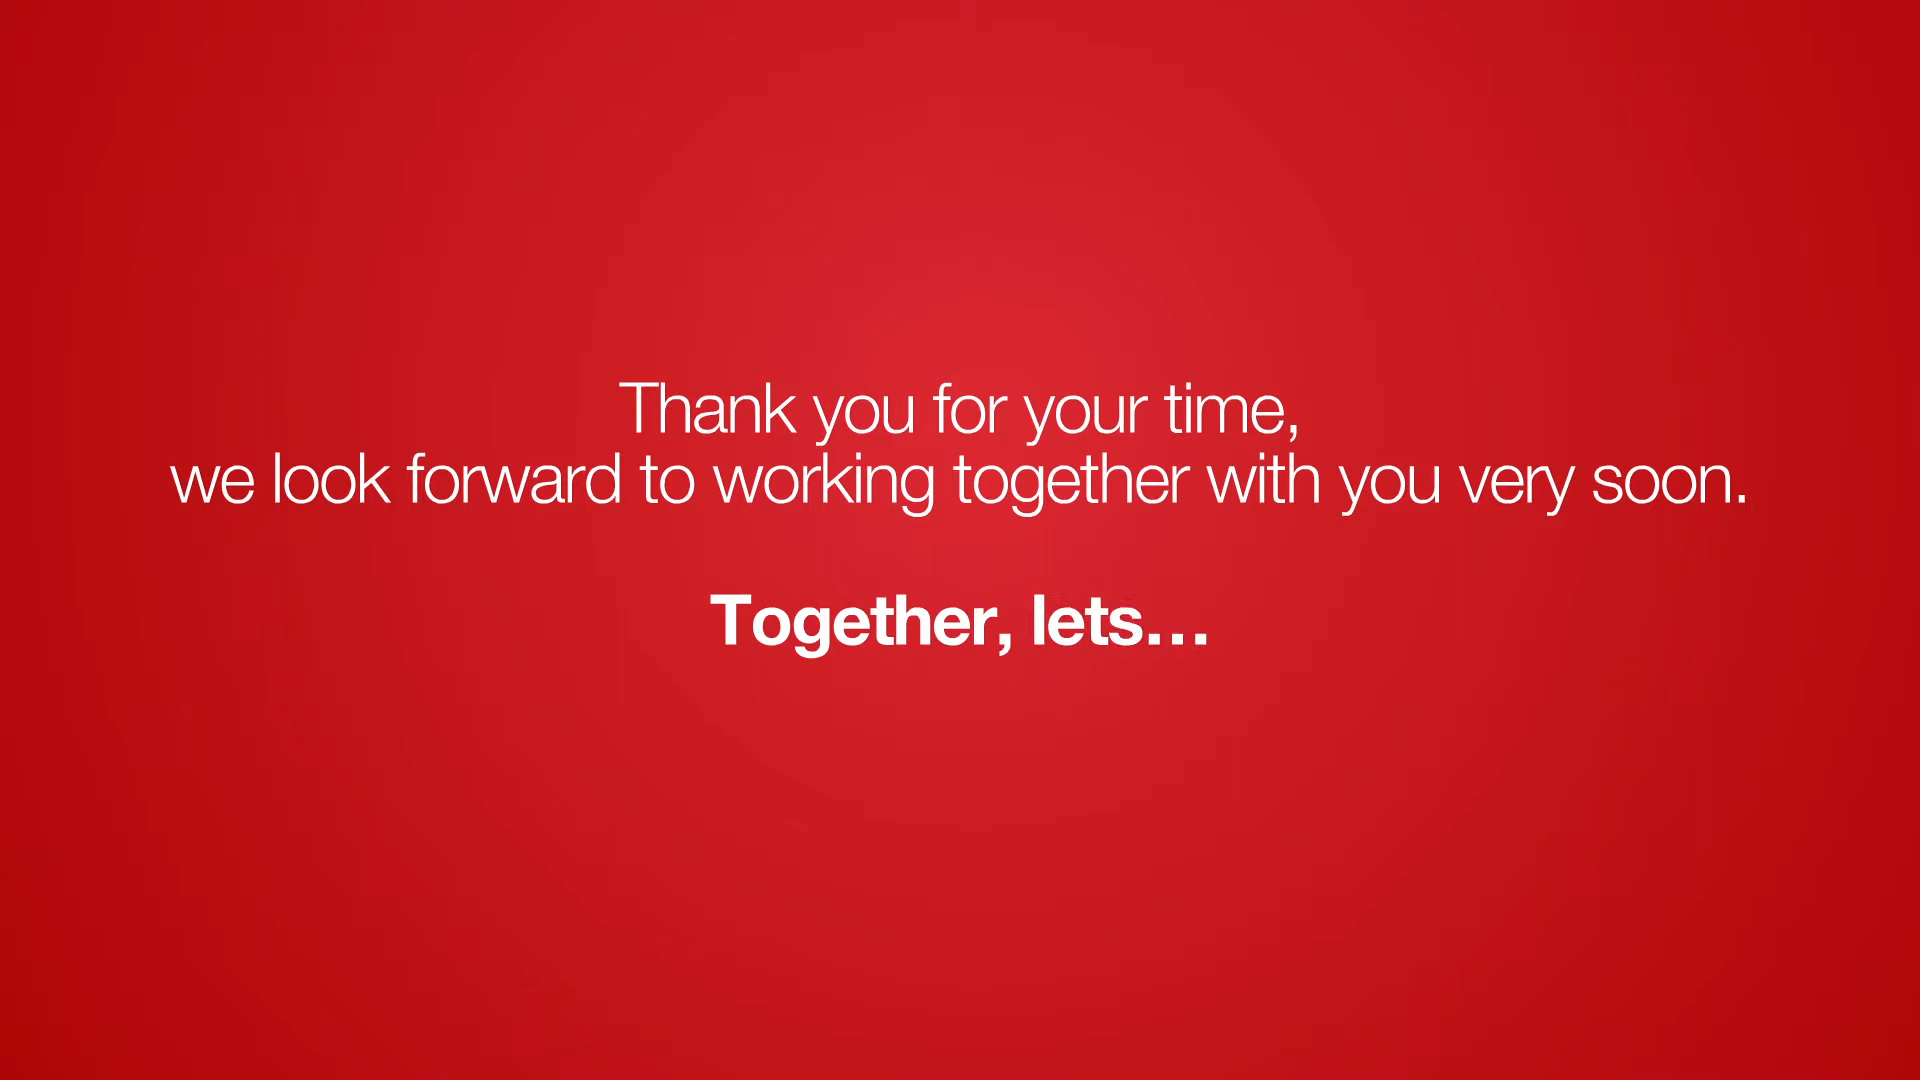 Thank you for your time,
we look forward to working together with you very soon.
Together, lets...